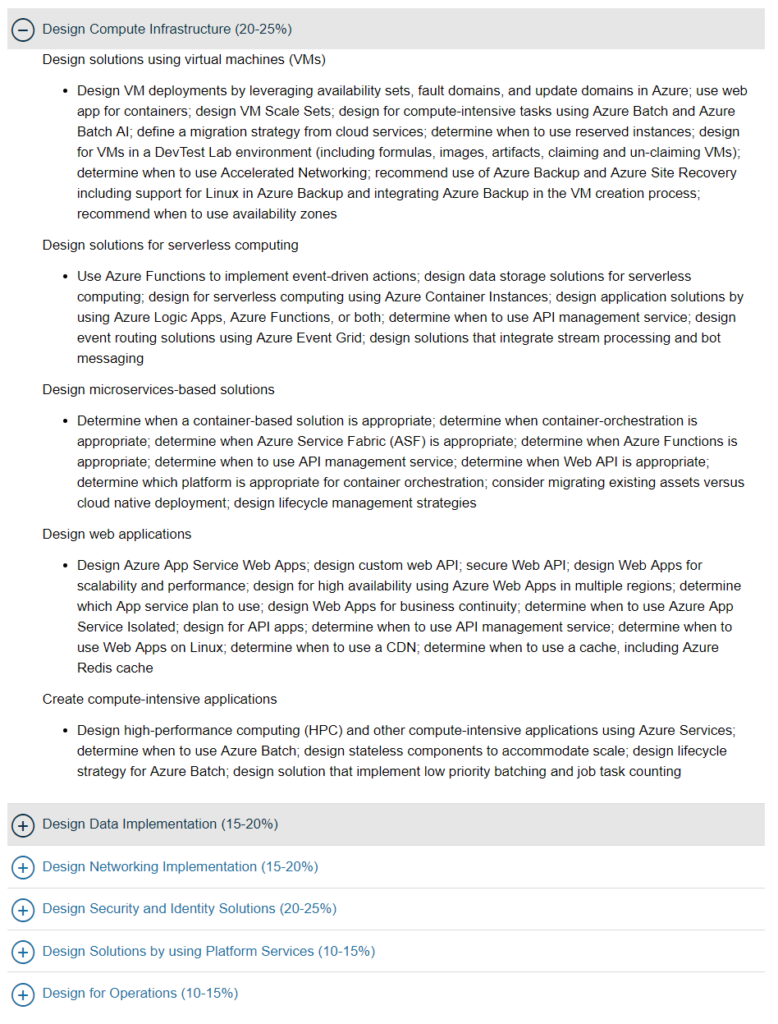 Design Compute Infrastructure (20-25%)
Design solutions using virtual machines (VMs)
• Design VM deployments by leveraging availability sets, fault domains, and update domains in Azure; use web
app for containers; design VM Scale Sets; design for compute-intensive tasks using Azure Batch and Azure
Batch AI; define a migration strategy from cloud services; determine when to use reserved instances; design
for VMs in a DevTest Lab environment (including formulas, images, artifacts, claiming and un-claiming VMs);
determine when to use Accelerated Networking; recommend use of Azure Backup and Azure Site Recovery
including support for Linux in Azure Backup and integrating Azure Backup in the VM creation process;
recommend when to use availability zones
Design solutions for serverless computing
• Use Azure Functions to implement event-driven actions; design data storage solutions for serverless
computing; design for serverless computing using Azure Container Instances; design application solutions by
using Azure Logic Apps, Azure Functions, or both; determine when to use API management service; design
event routing solutions using Azure Event Grid; design solutions that integrate stream processing and bot
messaging
Design microservices-based solutions
• Determine when a container-based solution is appropriate; determine when container-orchestration is
appropriate; determine when Azure Service Fabric (ASF) is appropriate; determine when Azure Functions is
appropriate; determine when to use API management service; determine when Web API is appropriate;
determine which platform is appropriate for container orchestration; consider migrating existing assets versus
cloud native deployment; design lifecycle management strategies
Design web applications
• Design Azure App Service Web Apps; design custom web API; secure Web API; design Web Apps for
scalability and performance; design for high availability using Azure Web Apps in multiple regions; determine
which App service plan to use; design Web Apps for business continuity; determine when to use Azure App
Service Isolated; design for API apps; determine when to use API management service; determine when to
use Web Apps on Linux; determine when to use a CDN; determine when to use a cache, including Azure
Redis cache
Create compute-intensive applications
• Design high-performance computing (HPC) and other compute-intensive applications using Azure Services;
determine when to use Azure Batch; design stateless components to accommodate scale; design lifecycle
strategy for Azure Batch; design solution that implement low priority batching and job task counting
Design Data Implementation (15-20%)
Design Networking Implementation (15-20%)
Design Security and Identity Solutions (20-25%)
Design Solutions by using Platform Services (10-15%)
Design for Operations (10-15%)